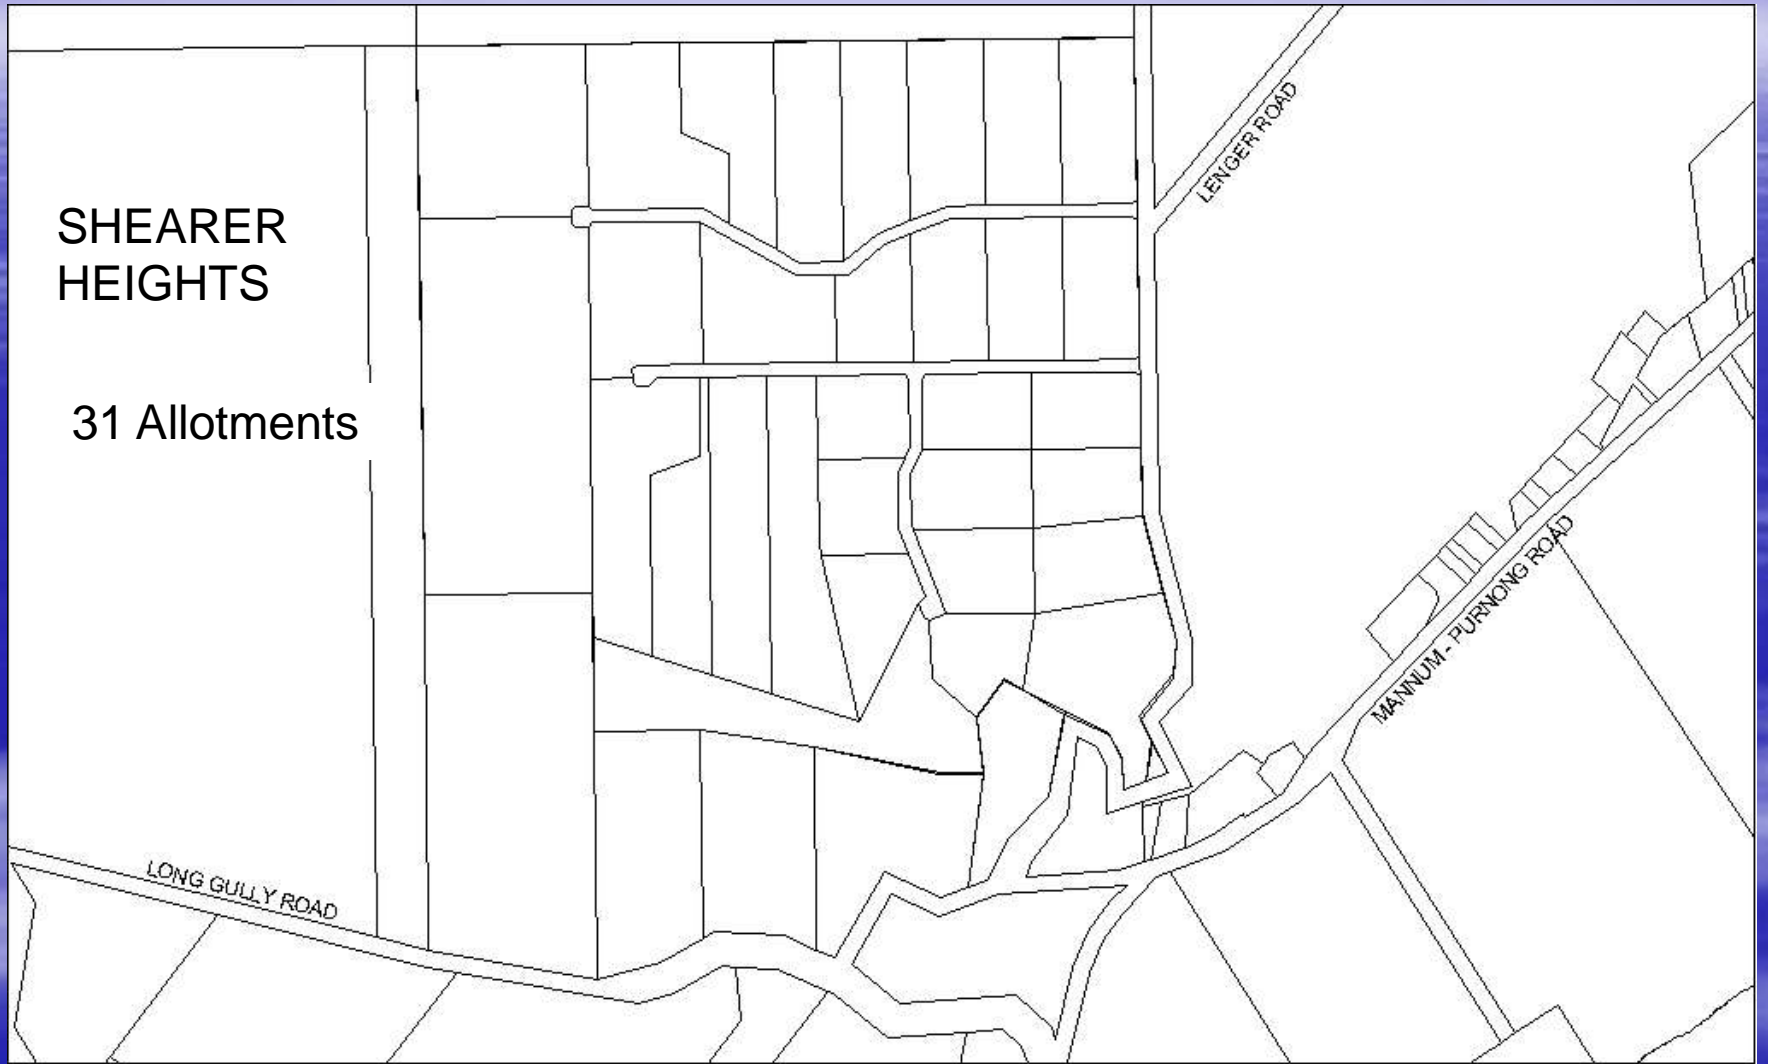 SHEARER
HEIGHTS
31 Allotments
LENGER ROAD
MANNUM - PURNONG ROAD
LONG GULLY ROAD